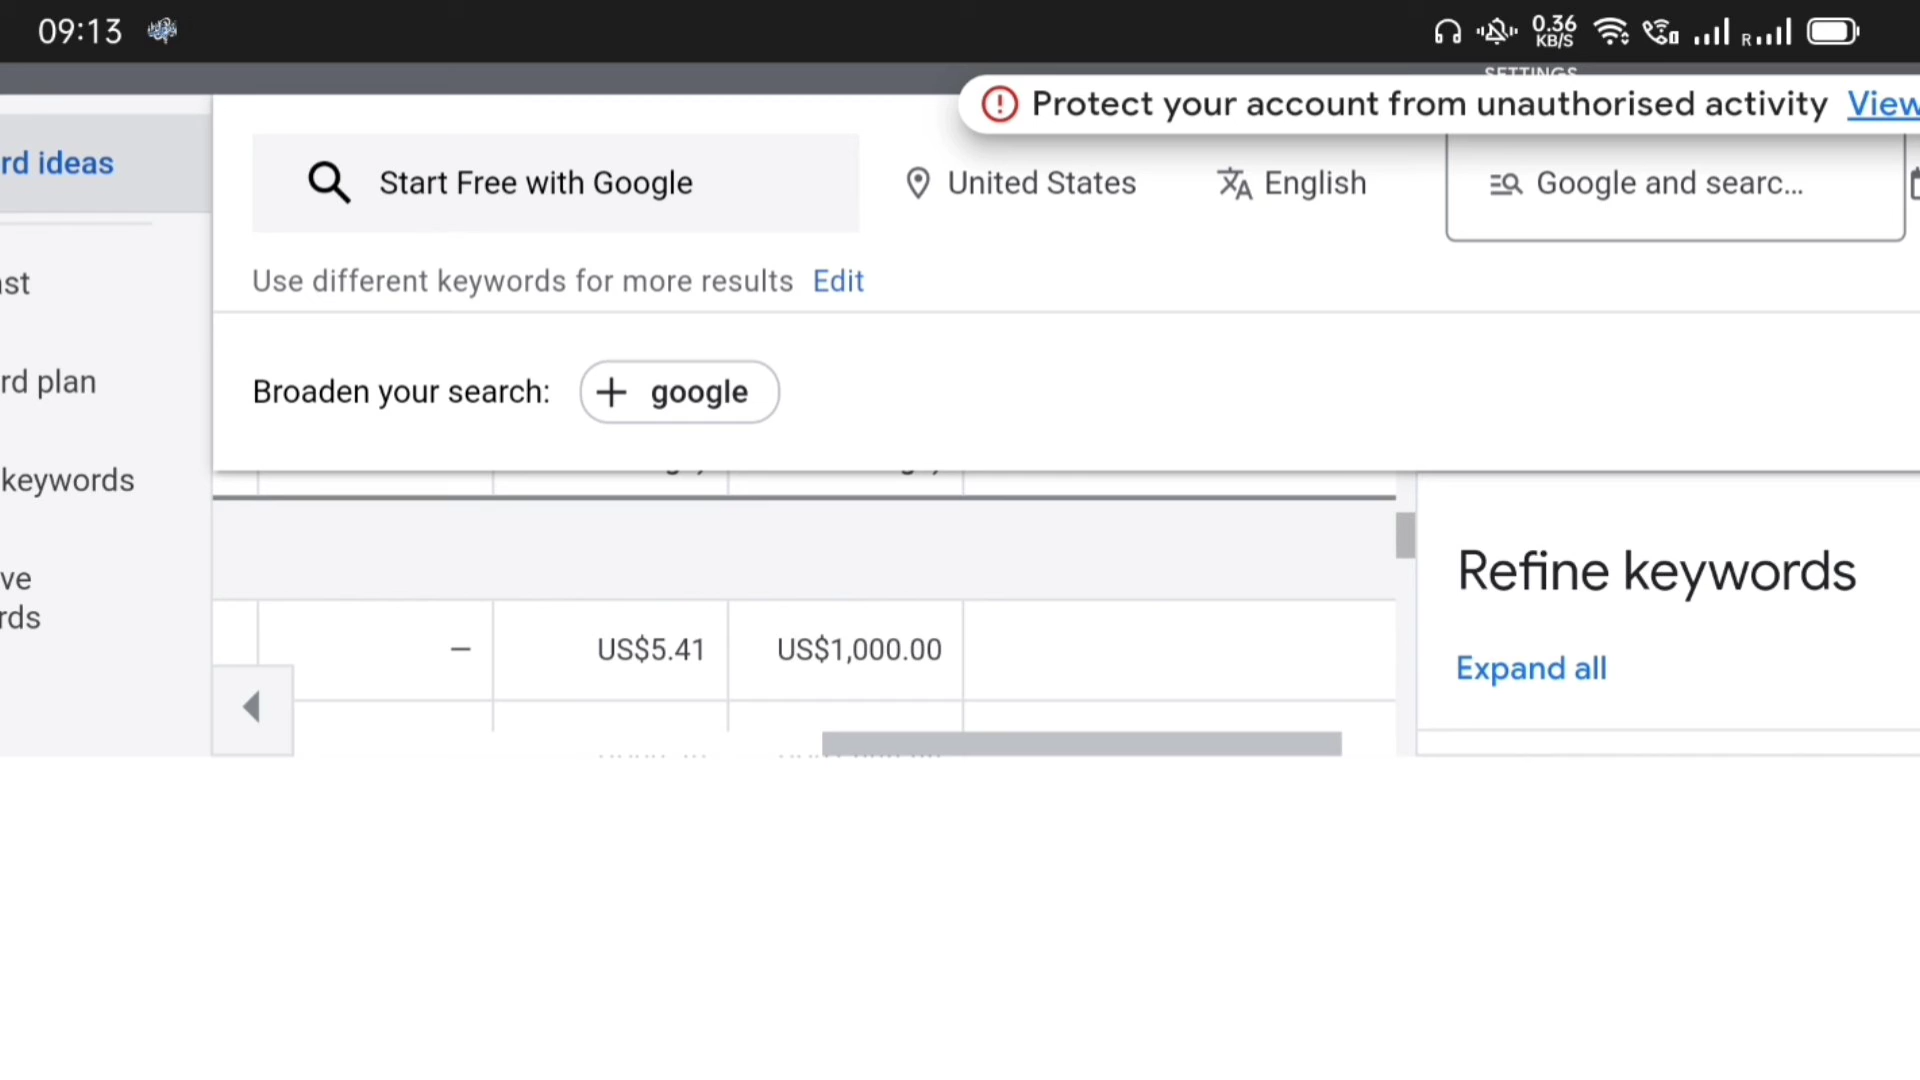 09:13
0.36
KB/S
R
SETTINGS
Protect your account from unauthorised activity View
rd ideas
Start Free with Google
United States
English
Google and searc...
st
Use different keywords for more results Edit
rd plan
Broaden your search: + google
keywords
ve
rds
Refine keywords
– US$5.41 US$1,000.00
Expand all